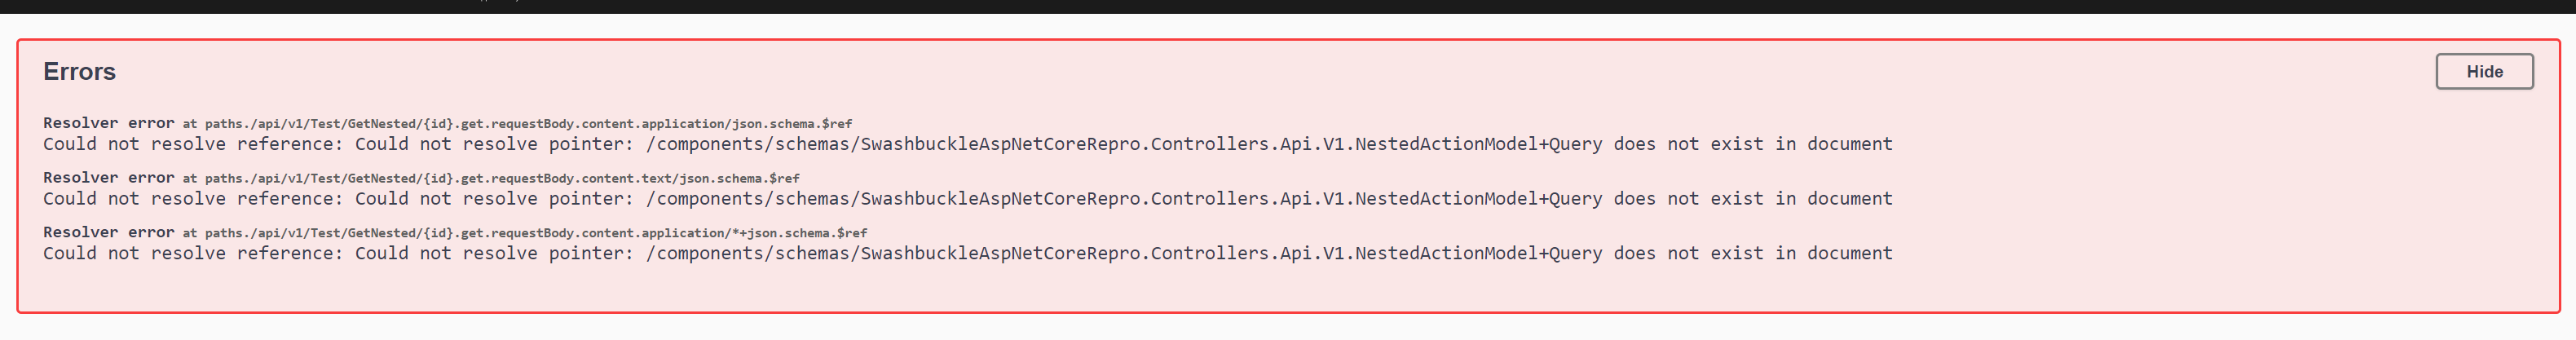 Errors
Hide
Resolver error at paths./api/v1/Test/GetNested/{id}.get.requestBody.content.application/json.schema.$ref
Could not resolve reference: Could not resolve pointer: /components/schemas/SwashbuckleAspNetCoreRepro.Controllers.Api.V1.NestedActionModel+Query does not exist in document
Resolver error at paths./api/v1/Test/GetNested/{id}.get.requestBody.content.text/json.schema.$ref
Could not resolve reference: Could not resolve pointer: /components/schemas/SwashbuckleAspNetCoreRepro.Controllers.Api.V1.NestedActionModel+Query does not exist in document
Resolver error at paths./api/v1/Test/GetNested/{id}.get.requestBody.content.application/*+json.schema.$ref
Could not resolve reference: Could not resolve pointer: /components/schemas/SwashbuckleAspNetCoreRepro.Controllers.Api.V1.NestedActionModel+Query does not exist in document